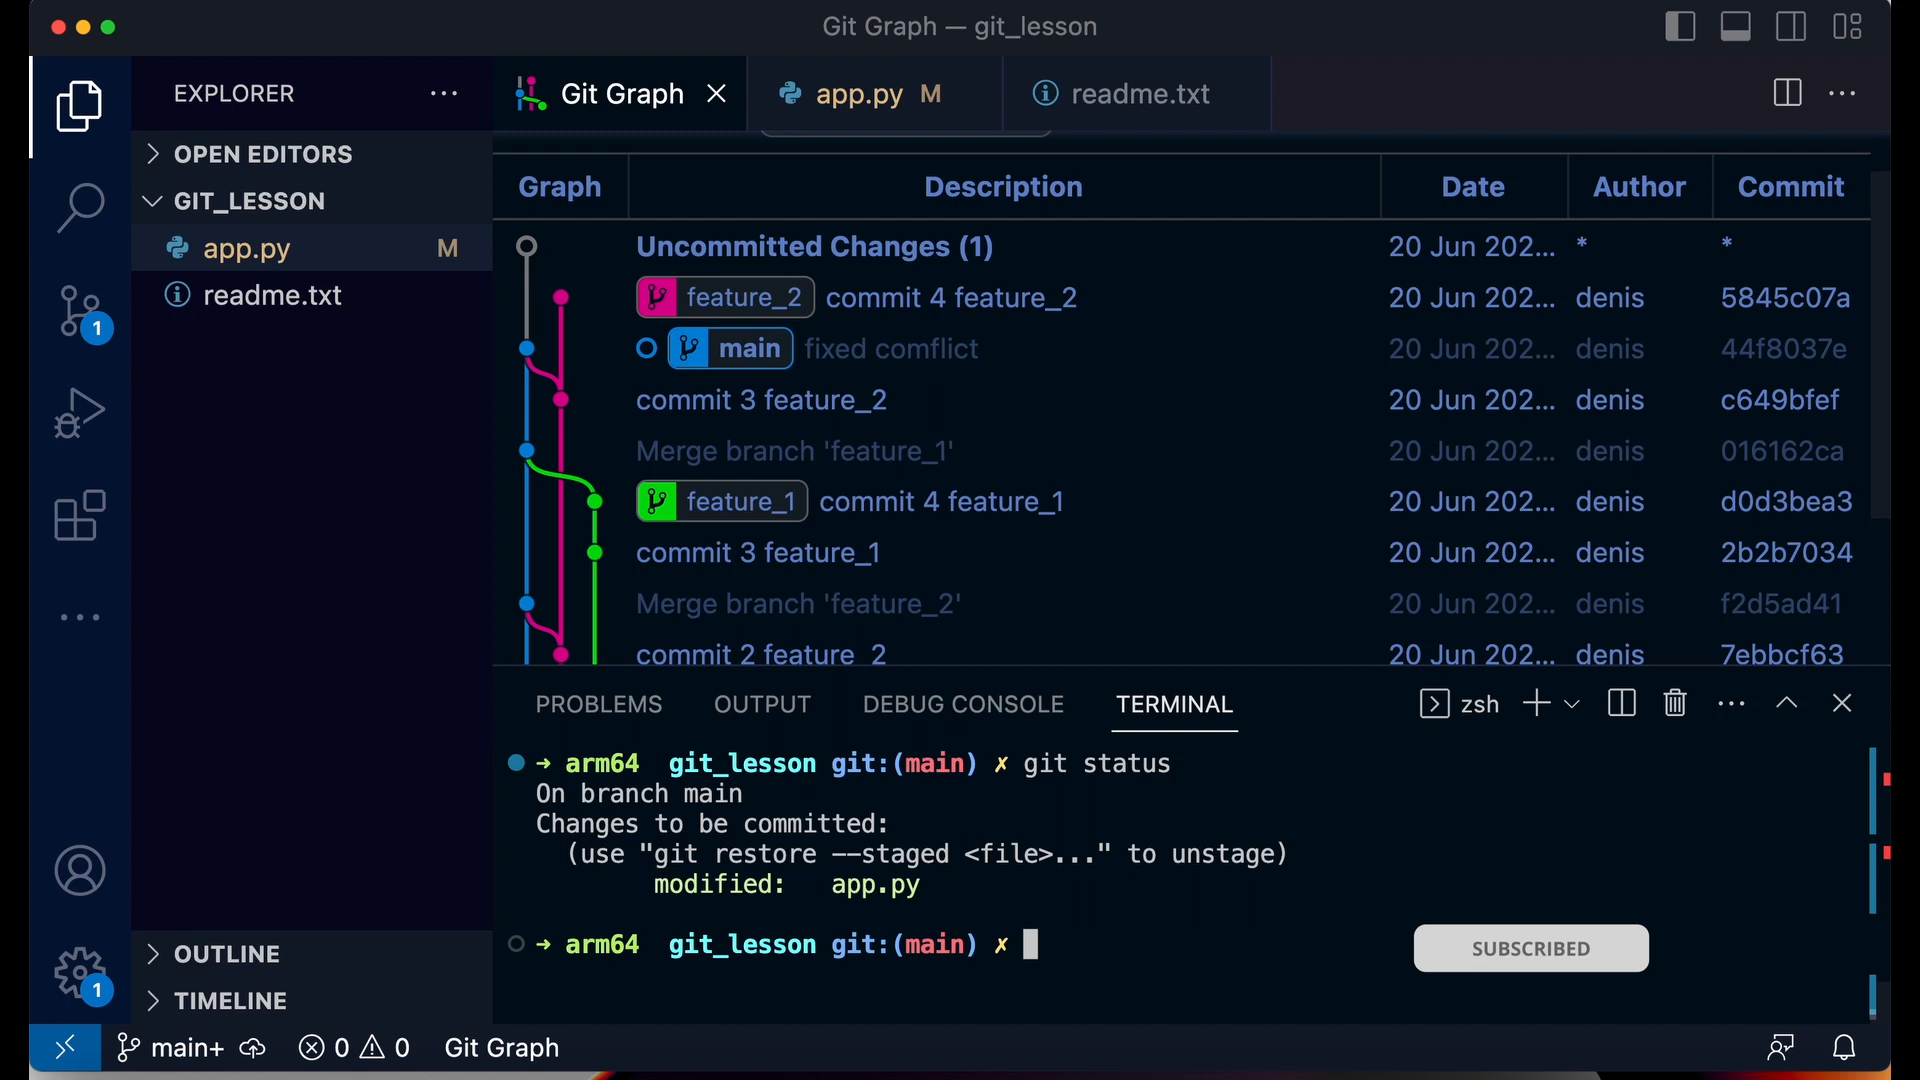 Git Graph — git_lesson
EXPLORER
Git Graph
app.py M
readme.txt
OPEN EDITORS
GIT_LESSON
app.py M
readme.txt
Graph Description Date Author Commit
Uncommitted Changes (1) 20 Jun 202... * *
feature_2 commit 4 feature_2 20 Jun 202... denis 5845c07a
main fixed comflict 20 Jun 202... denis 44f8037e
commit 3 feature_2 20 Jun 202... denis c649bfef
Merge branch 'feature_1' 20 Jun 202... denis 016162ca
feature_1 commit 4 feature_1 20 Jun 202... denis d0d3bea3
commit 3 feature_1 20 Jun 202... denis 2b2b7034
Merge branch 'feature_2' 20 Jun 202... denis f2d5ad41
commit 2 feature_2 20 Jun 202... denis 7ebbcf63
1
PROBLEMS OUTPUT DEBUG CONSOLE TERMINAL zsh
➜ arm64 git_lesson git:(main) ✗ git status
On branch main
Changes to be committed:
(use "git restore --staged <file>..." to unstage)
modified: app.py
➜ arm64 git_lesson git:(main) ✗
SUBSCRIBED
OUTLINE
TIMELINE
1
main+ 0 0 Git Graph